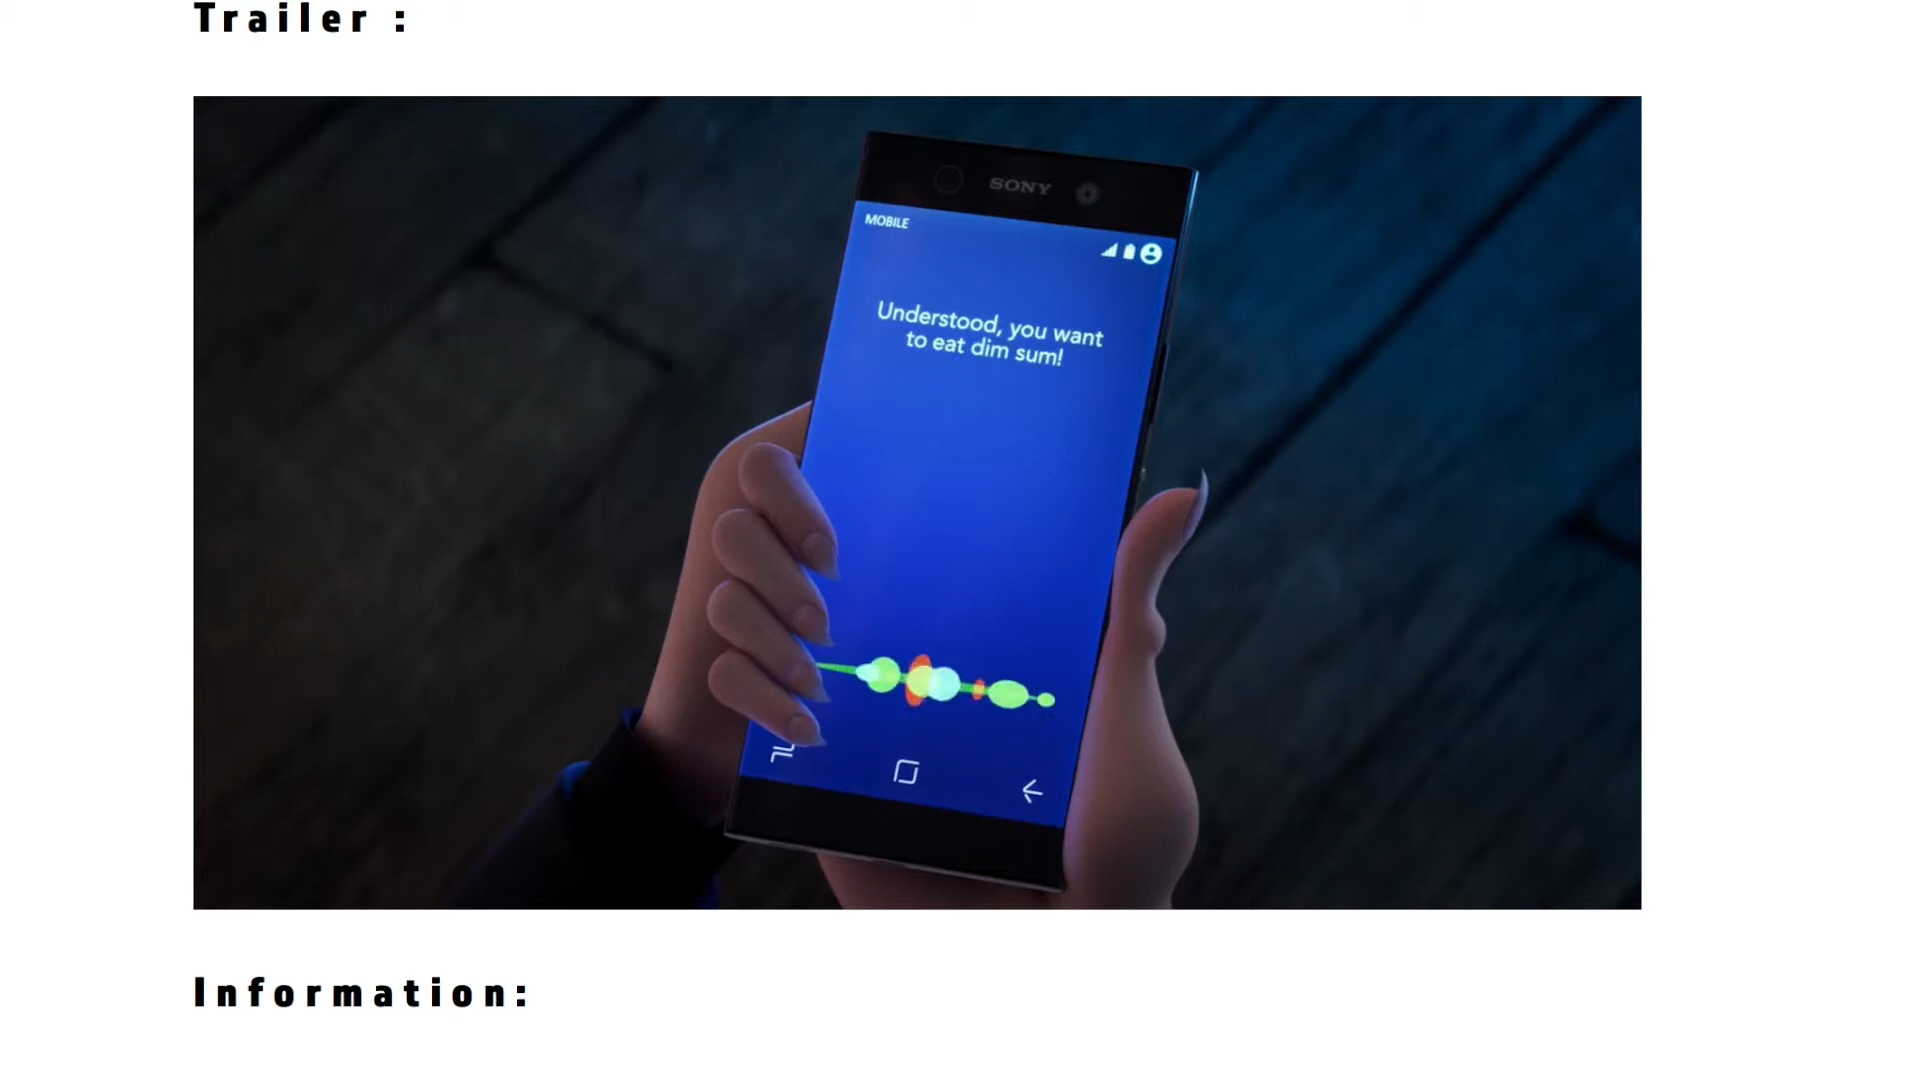 Trailer :
SONY
MOBILE
Understood, you want
to eat dim sum!
Information: